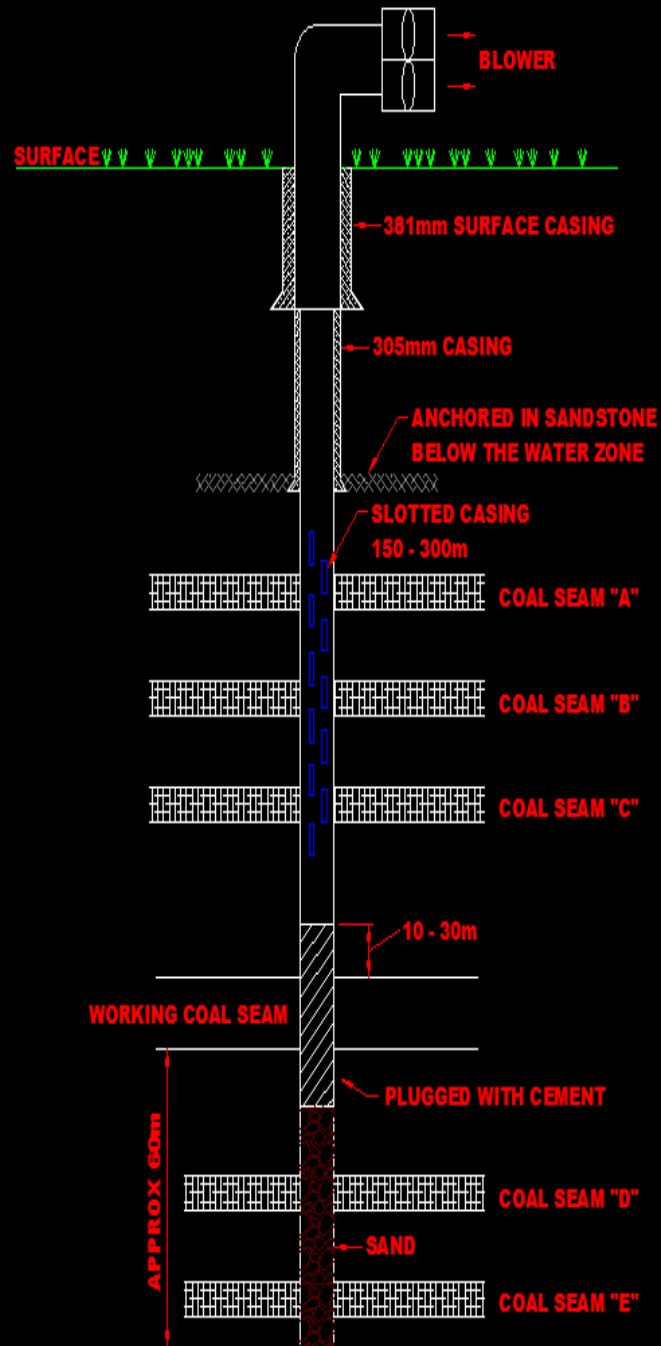 BLOWER
SURFACE
381mm SURFACE CASING
305mm CASING
ANCHORED IN SANDSTONE
BELOW THE WATER ZONE
SLOTTED CASING
150 - 300m
COAL SEAM "A"
COAL SEAM "B"
COAL SEAM "C"
10 - 30m
WORKING COAL SEAM
PLUGGED WITH CEMENT
APPROX 60m
COAL SEAM "D"
SAND
COAL SEAM "E"